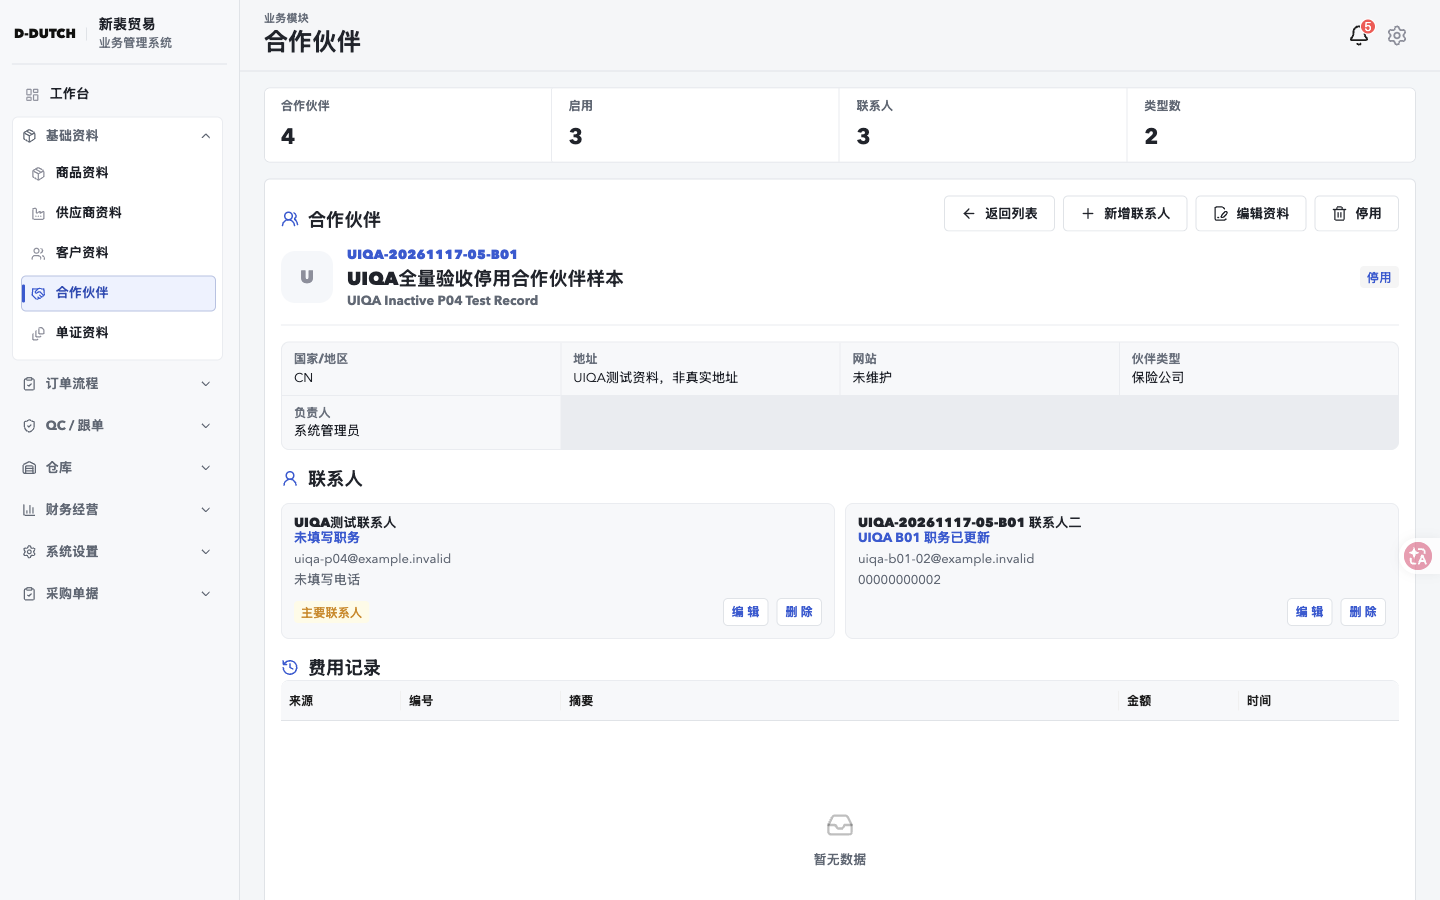 D-DUTCH
新裴贸易
业务管理系统
工作台
基础资料
商品资料
供应商资料
客户资料
合作伙伴
单证资料
订单流程
QC / 跟单
仓库
财务经营
系统设置
采购单据
业务模块
合作伙伴
5
合作伙伴
4
启用
3
联系人
3
类型数
2
合作伙伴
返回列表
新增联系人
编辑资料
停用
U
UIQA-20261117-05-B01
UIQA全量验收停用合作伙伴样本
UIQA Inactive P04 Test Record
停用
国家/地区
CN
地址
UIQA测试资料，非真实地址
网站
未维护
伙伴类型
保险公司
负责人
系统管理员
联系人
UIQA测试联系人
未填写职务
uiqa-p04@example.invalid
未填写电话
主要联系人
编 辑
删 除
UIQA-20261117-05-B01 联系人二
UIQA B01 职务已更新
uiqa-b01-02@example.invalid
00000000002
编 辑
删 除
费用记录
来源
编号
摘要
金额
时间
暂无数据